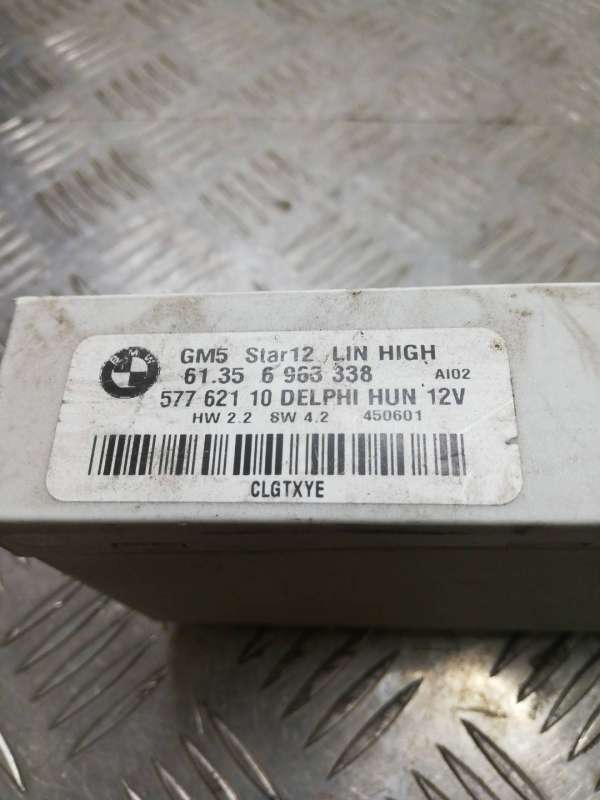 BMW
GM5 Star12 LIN HIGH
61.35 6 963 338 AI02
577 621 10 DELPHI HUN 12V
HW 2.2 SW 4.2 450601
CLGTXYE